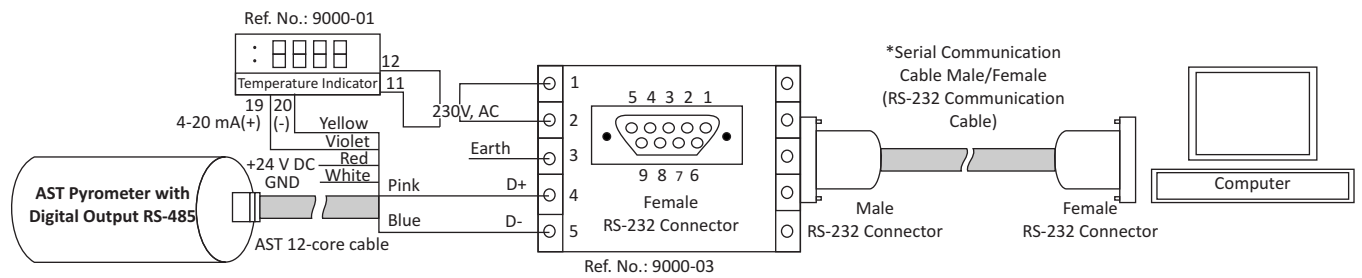 Ref. No.: 9000-01
Temperature Indicator
12
11
19 20
4-20 mA(+) (-)
Yellow
Violet
Red
White
+24 V DC
GND
Pink
Blue
D+
D-
AST Pyrometer with
Digital Output RS-485
AST 12-core cable
230V, AC
Earth
1
2
3
4
5
5 4 3 2 1
9 8 7 6
Female
RS-232 Connector
Ref. No.: 9000-03
*Serial Communication
Cable Male/Female
(RS-232 Communication
Cable)
Male
RS-232 Connector
Female
RS-232 Connector
Computer